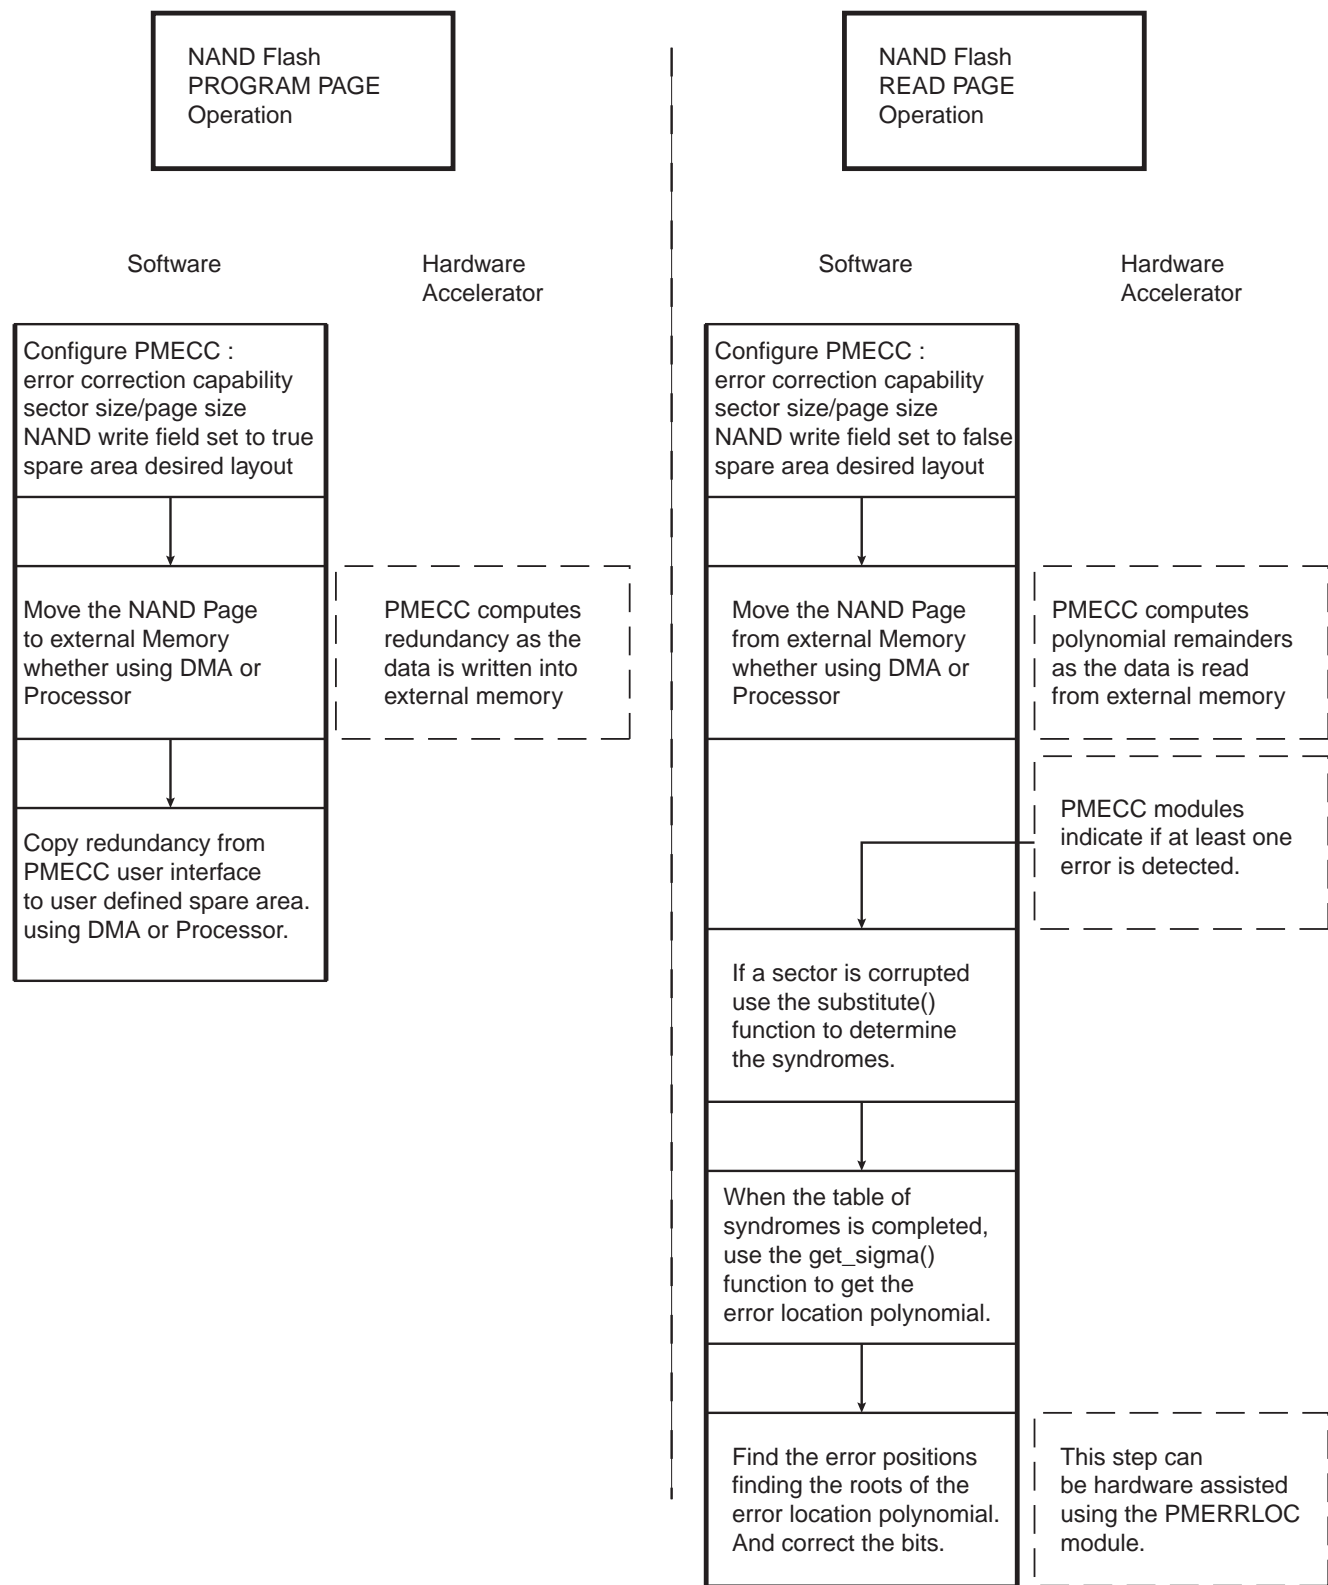 NAND Flash
PROGRAM PAGE
Operation
Software
Hardware
Accelerator
Configure PMECC :
error correction capability
sector size/page size
NAND write field set to true
spare area desired layout
Move the NAND Page
to external Memory
whether using DMA or
Processor
PMECC computes
redundancy as the
data is written into
external memory
Copy redundancy from
PMECC user interface
to user defined spare area.
using DMA or Processor.
NAND Flash
READ PAGE
Operation
Software
Hardware
Accelerator
Configure PMECC :
error correction capability
sector size/page size
NAND write field set to false
spare area desired layout
Move the NAND Page
from external Memory
whether using DMA or
Processor
PMECC computes
polynomial remainders
as the data is read
from external memory
PMECC modules
indicate if at least one
error is detected.
If a sector is corrupted
use the substitute()
function to determine
the syndromes.
When the table of
syndromes is completed,
use the get_sigma()
function to get the
error location polynomial.
Find the error positions
finding the roots of the
error location polynomial.
And correct the bits.
This step can
be hardware assisted
using the PMERRLOC
module.